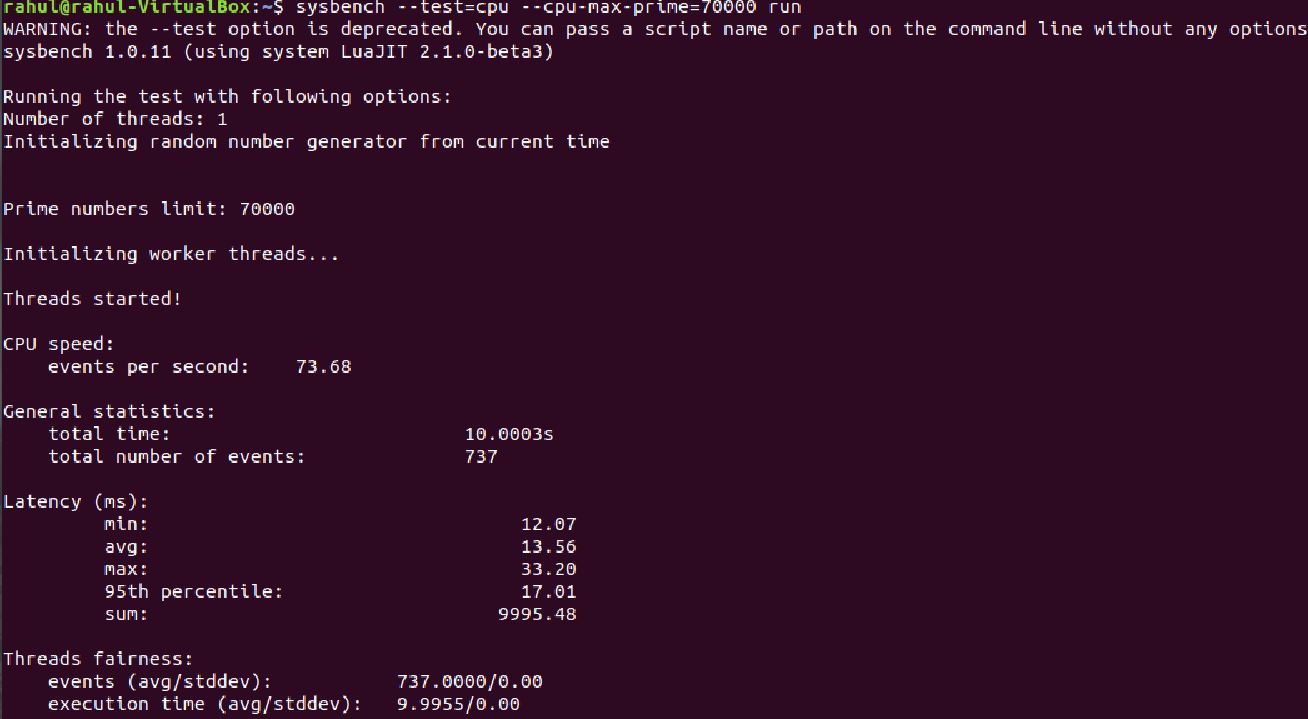 rahul@rahul-VirtualBox:~$ sysbench --test=cpu --cpu-max-prime=70000 run
WARNING: the --test option is deprecated. You can pass a script name or path on the command line without any options
sysbench 1.0.11 (using system LuaJIT 2.1.0-beta3)
Running the test with following options:
Number of threads: 1
Initializing random number generator from current time
Prime numbers limit: 70000
Initializing worker threads...
Threads started!
CPU speed:
events per second: 73.68
General statistics:
total time: 10.0003s
total number of events: 737
Latency (ms):
min: 12.07
avg: 13.56
max: 33.20
95th percentile: 17.01
sum: 9995.48
Threads fairness:
events (avg/stddev): 737.0000/0.00
execution time (avg/stddev): 9.9955/0.00